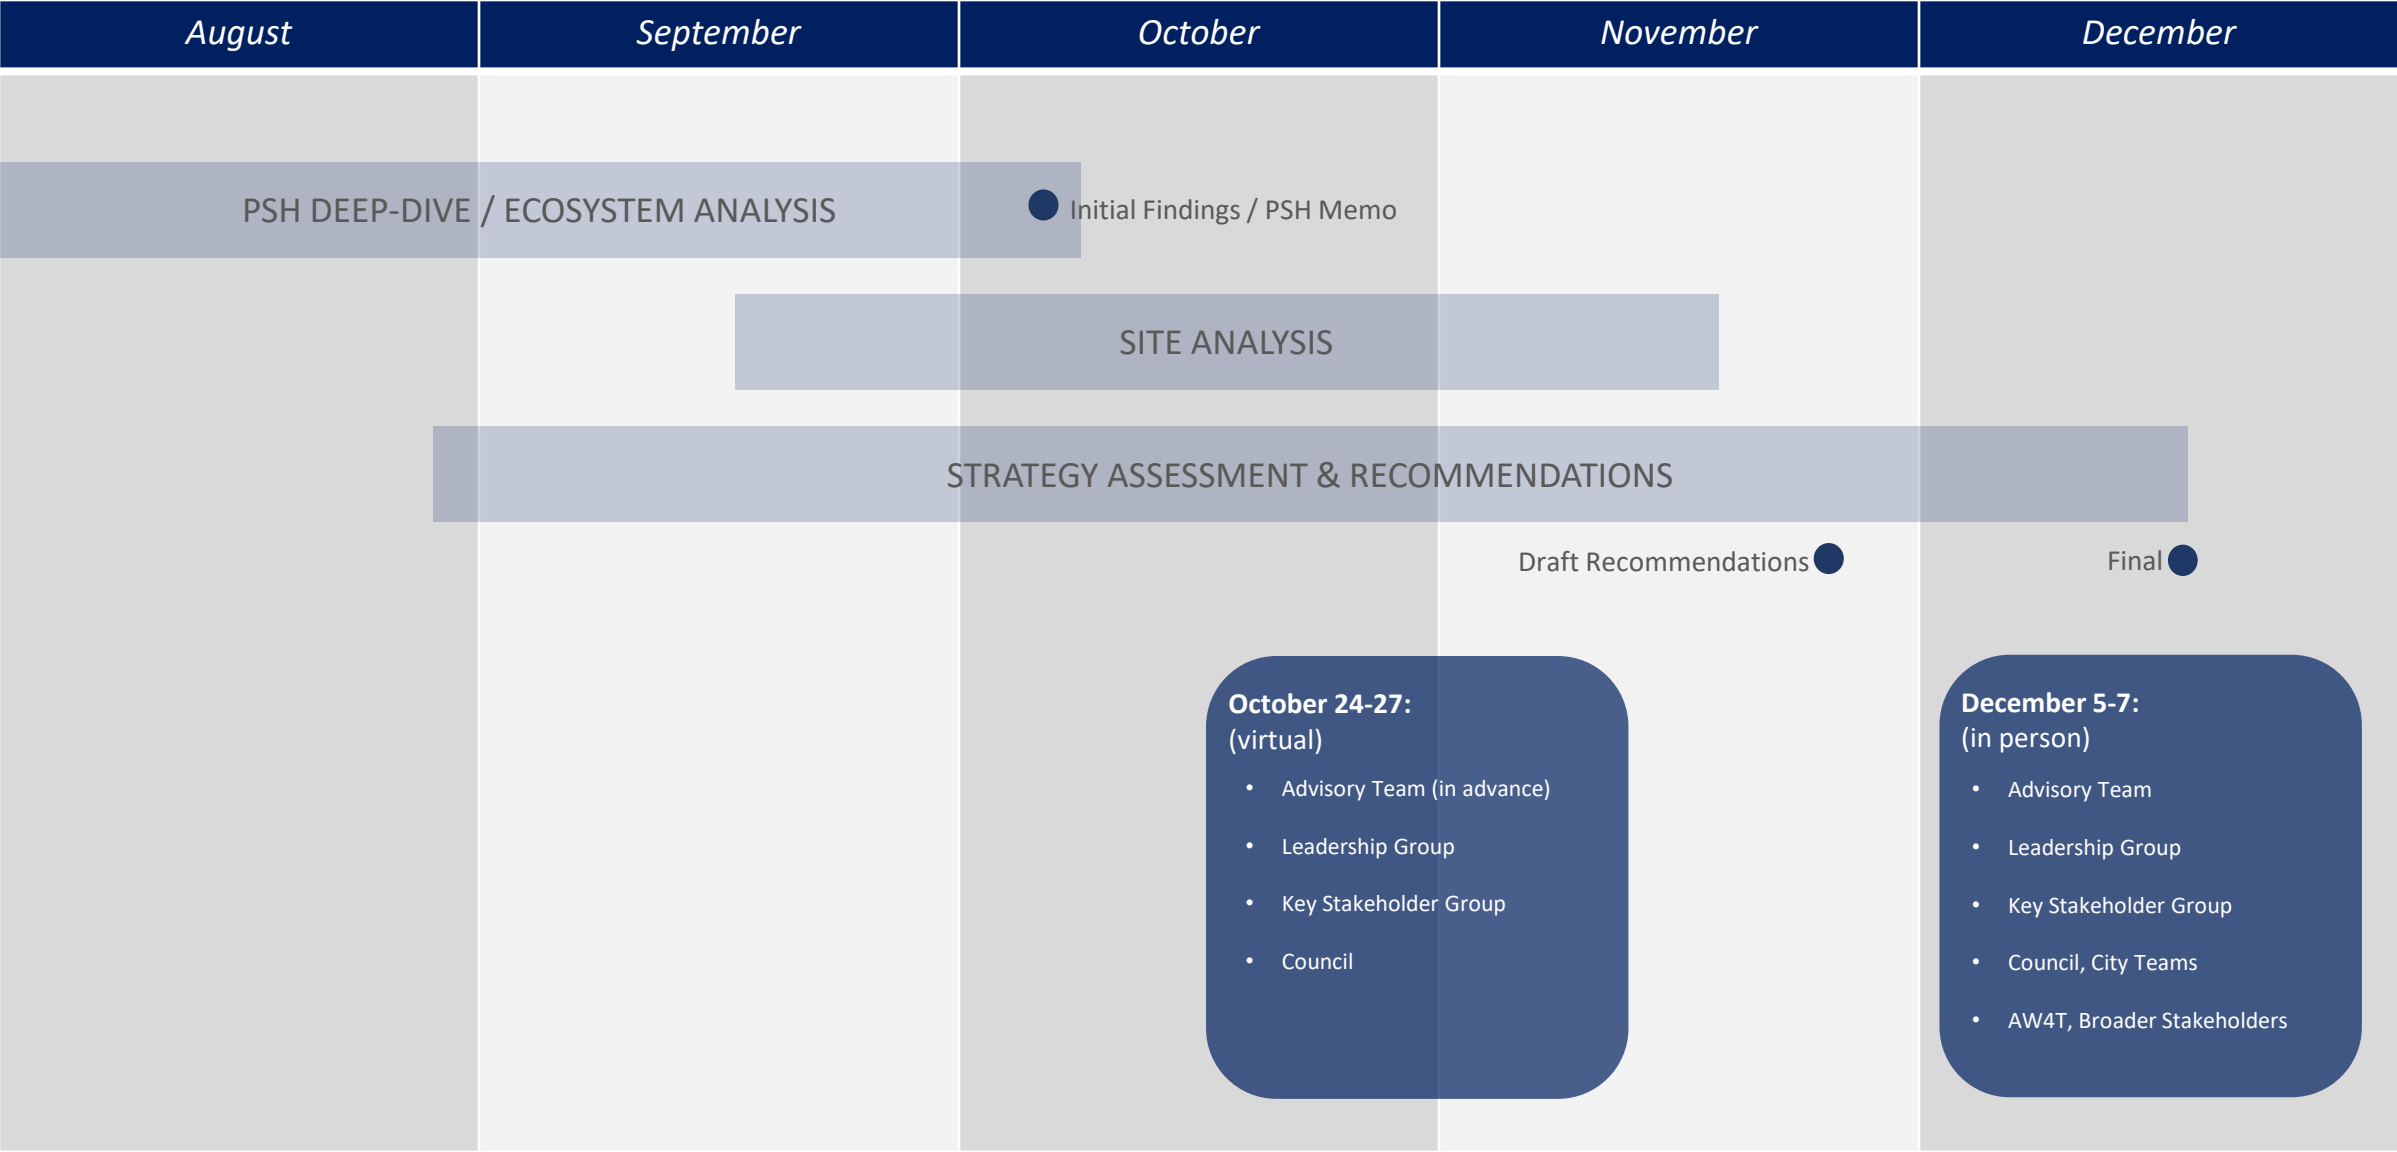 August
September
October
November
December
PSH DEEP-DIVE / ECOSYSTEM ANALYSIS
Initial Findings / PSH Memo
SITE ANALYSIS
STRATEGY ASSESSMENT & RECOMMENDATIONS
Draft Recommendations
Final
October 24-27:
(virtual)
• Advisory Team (in advance)
• Leadership Group
• Key Stakeholder Group
• Council
December 5-7:
(in person)
• Advisory Team
• Leadership Group
• Key Stakeholder Group
• Council, City Teams
• AW4T, Broader Stakeholders